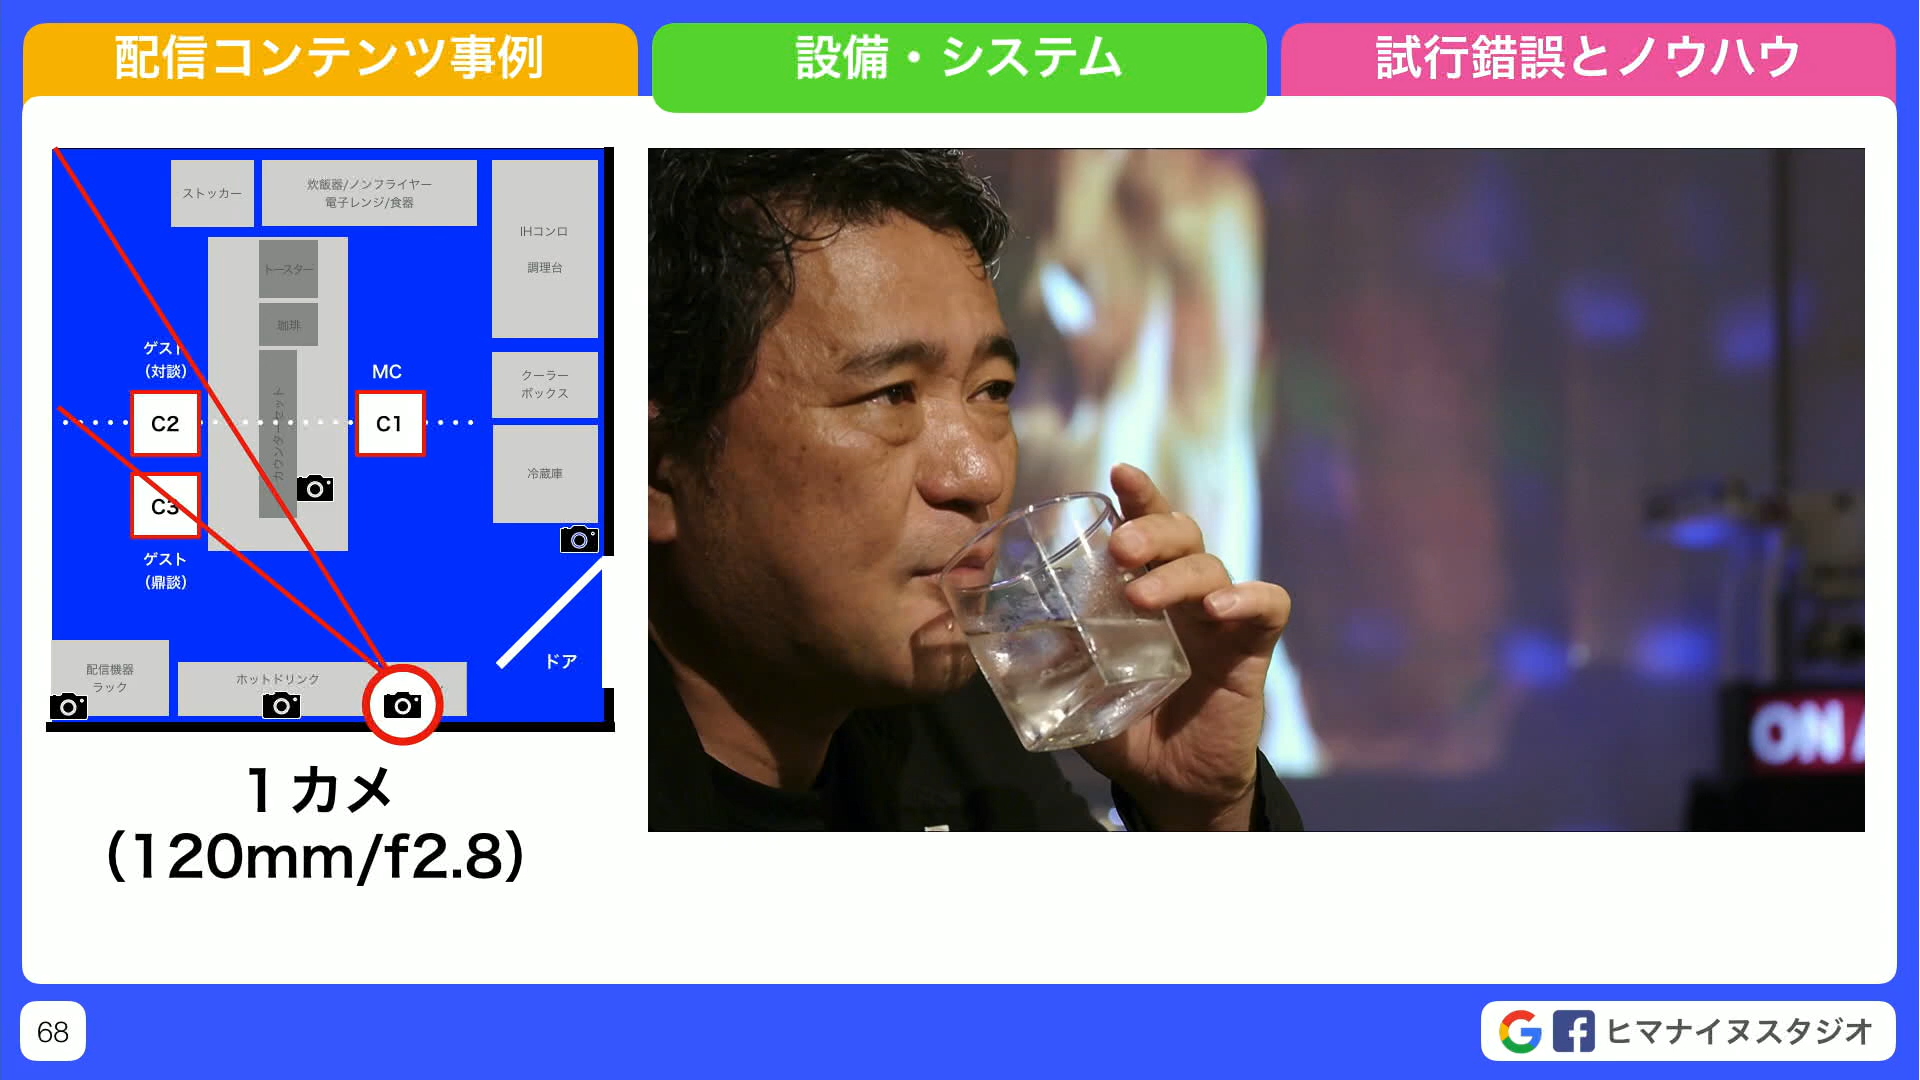 配信コンテンツ事例
設備・システム
試行錯誤とノウハウ
ストッカー
炊飯器/ノンフライヤー
電子レンジ/食器
IHコンロ
調理台
トースター
珈琲
カウンターセット
クーラー
ボックス
冷蔵庫
ゲスト
（対談）
MC
C2
C1
C3
ゲスト
（鼎談）
配信機器
ラック
ホットドリンク
ドア
１カメ
（120mm/f2.8）
ON
68
ヒマナイヌスタジオ